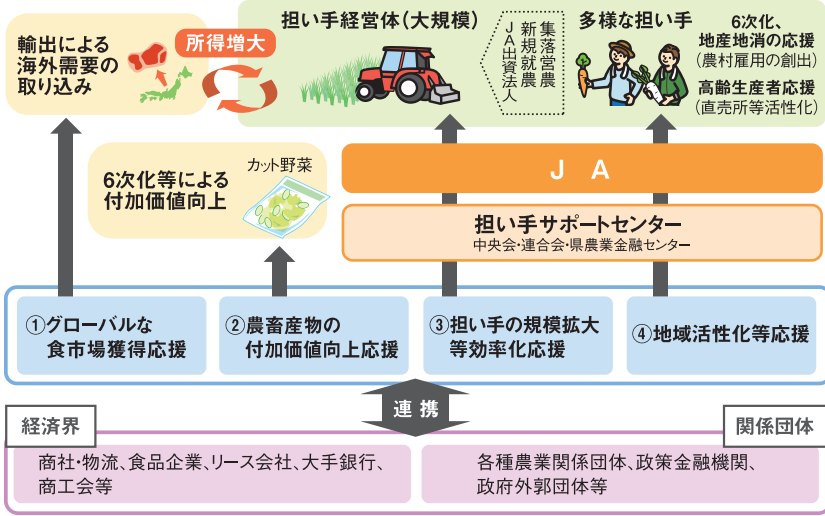 輸出による
海外需要の
取り込み
所得増大
担い手経営体（大規模）
集落営農
新規就農
JA出資法人
多様な担い手
6次化、
地産地消の応援
（農村雇用の創出）
高齢生産者応援
（直売所等活性化）
6次化等による
付加価値向上
カット野菜
JA
担い手サポートセンター
中央会・連合会・県農業金融センター
①グローバルな
食市場獲得応援
②農畜産物の
付加価値向上応援
③担い手の規模拡大
等効率化応援
④地域活性化等応援
連携
経済界
商社・物流、食品企業、リース会社、大手銀行、
商工会等
関係団体
各種農業関係団体、政策金融機関、
政府外郭団体等